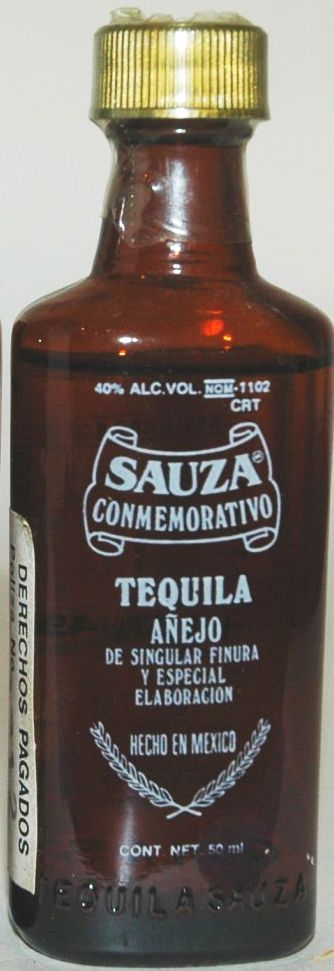 40% ALC.VOL. NOM-1102
CRT
SAUZA
CONMEMORATIVO
TEQUILA
AÑEJO
DE SINGULAR FINURA
Y ESPECIAL
ELABORACION
HECHO EN MEXICO
CONT. NET. 50 ml
TEQUILA SAUZA
DERECHOS PAGADOS